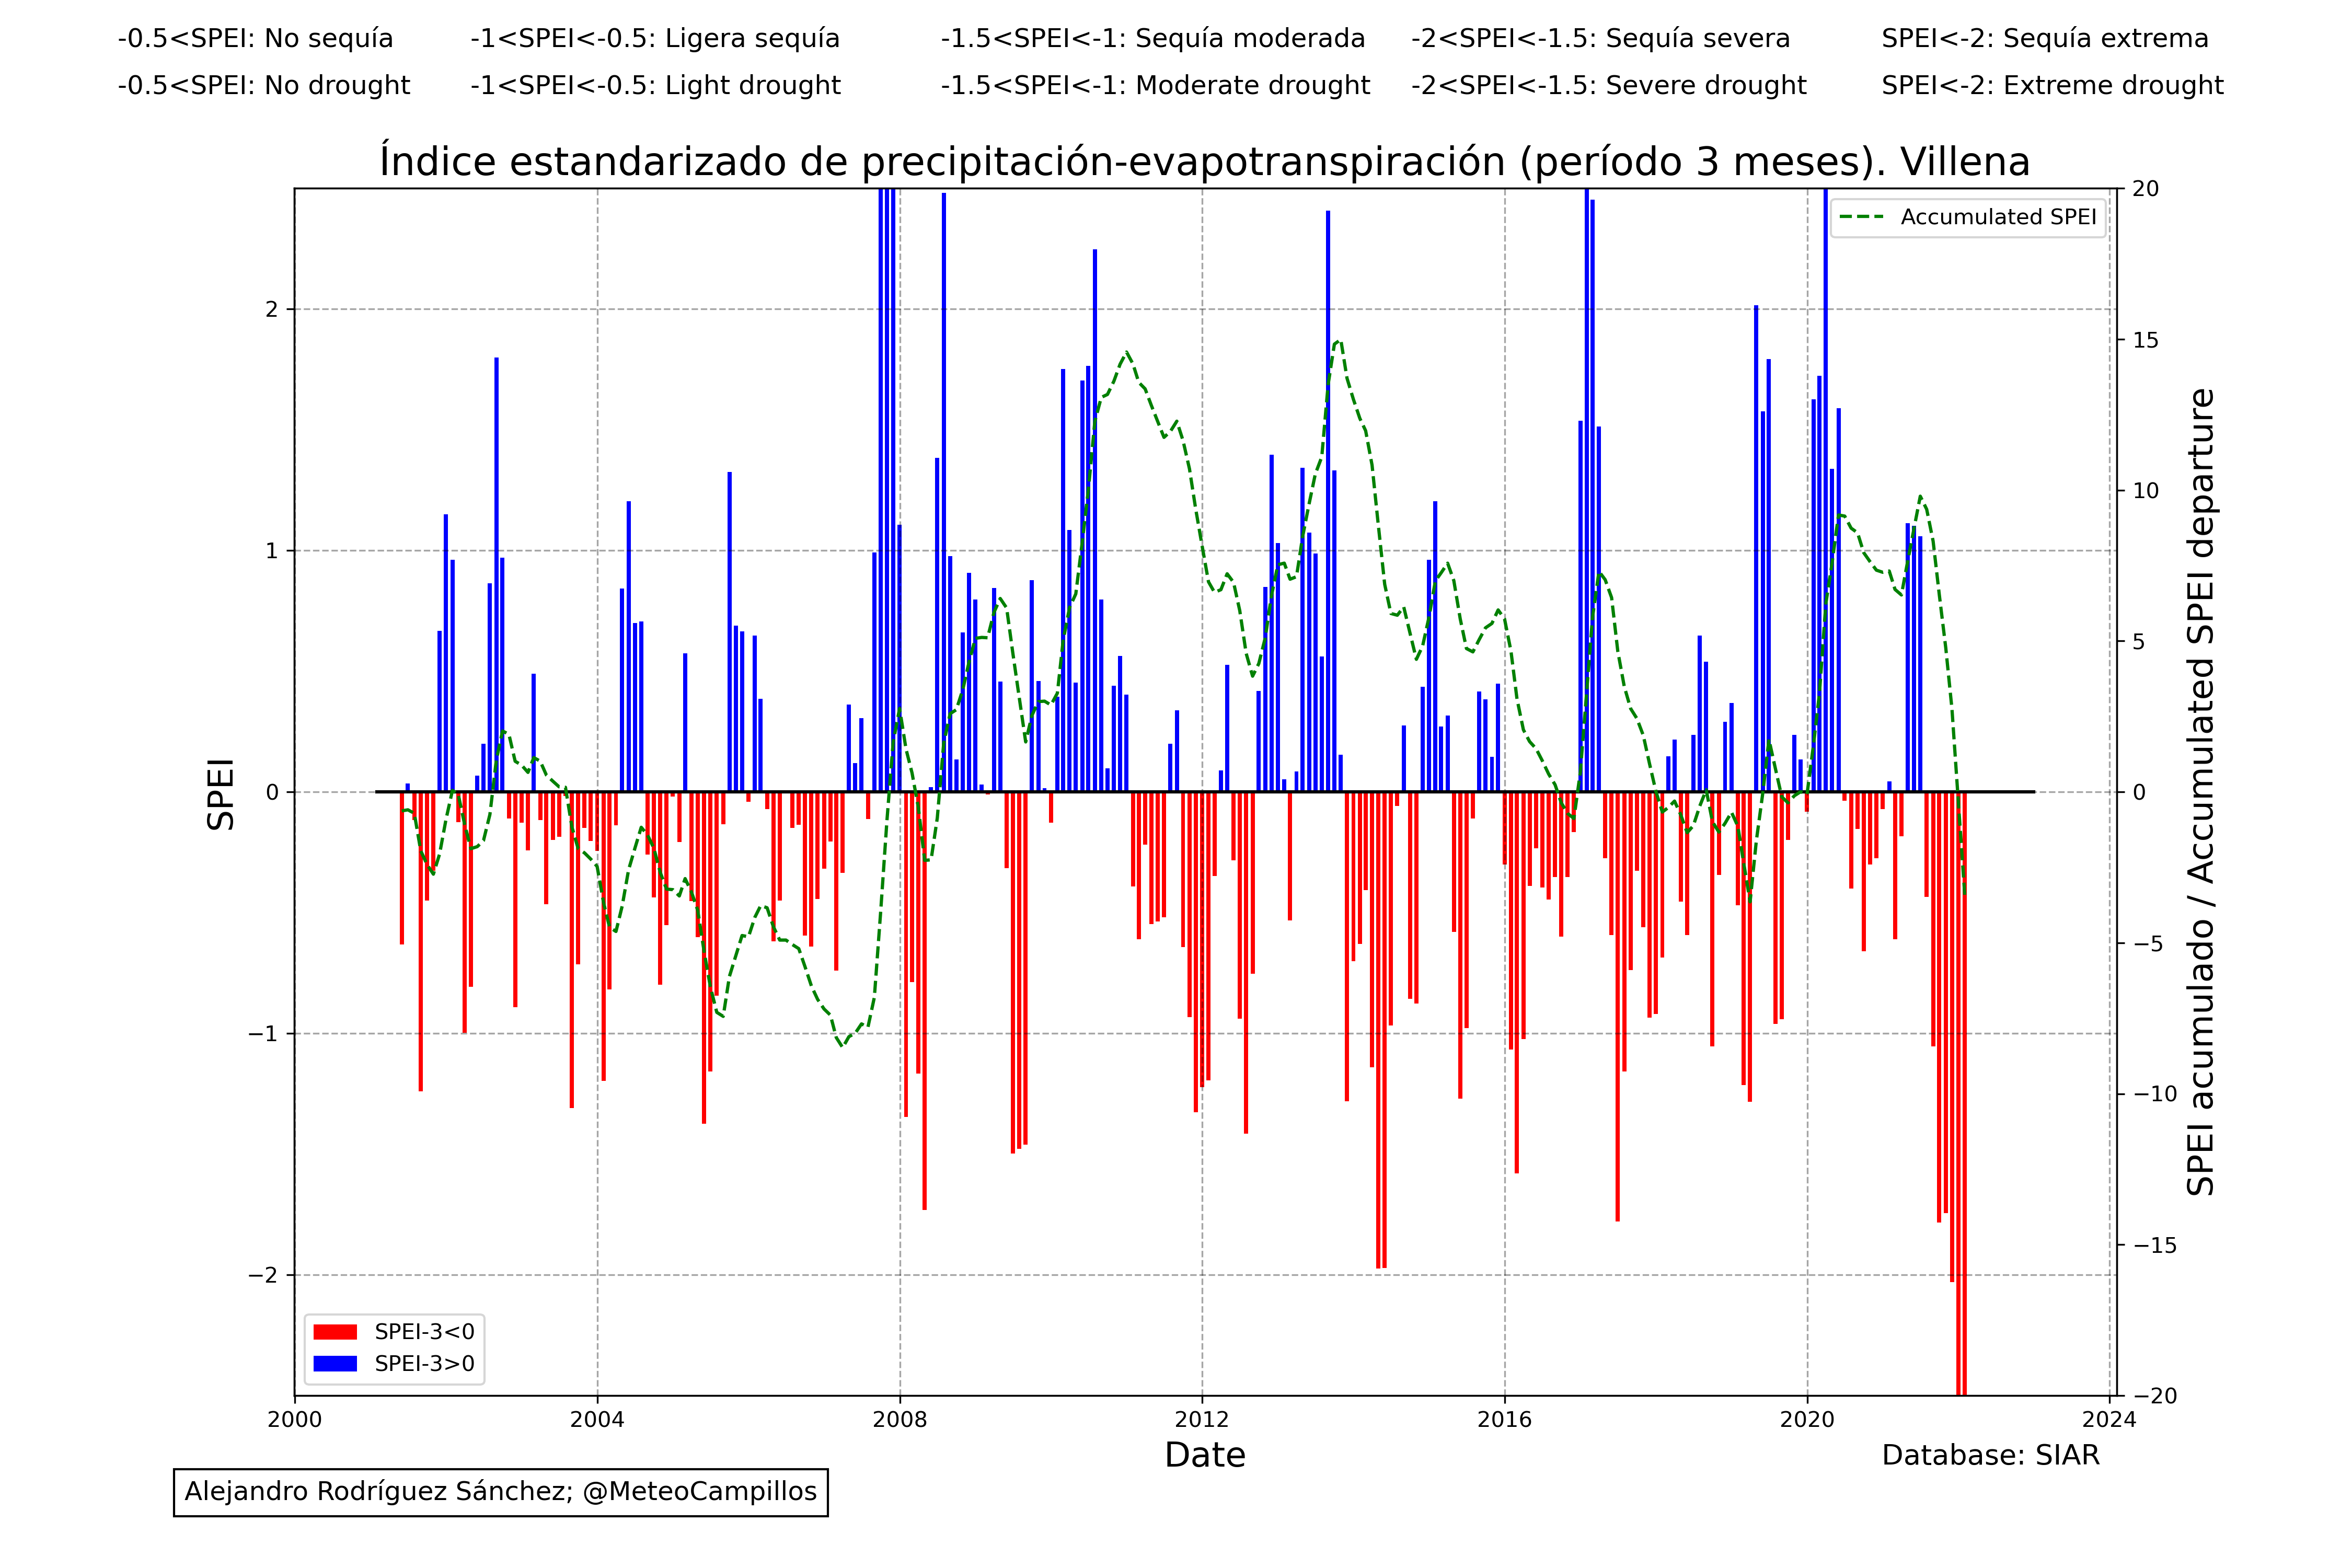 -0.5<SPEI: No sequía -1<SPEI<-0.5: Ligera sequía -1.5<SPEI<-1: Sequía moderada -2<SPEI<-1.5: Sequía severa SPEI<-2: Sequía extrema
-0.5<SPEI: No drought -1<SPEI<-0.5: Light drought -1.5<SPEI<-1: Moderate drought -2<SPEI<-1.5: Severe drought SPEI<-2: Extreme drought
Índice estandarizado de precipitación-evapotranspiración (período 3 meses). Villena
Accumulated SPEI
SPEI
2
1
0
−1
−2
20
15
10
5
0
−5
−10
−15
−20
SPEI acumulado / Accumulated SPEI departure
SPEI-3<0
SPEI-3>0
2000 2004 2008 2012 2016 2020 2024
Date
Database: SIAR
Alejandro Rodríguez Sánchez; @MeteoCampillos